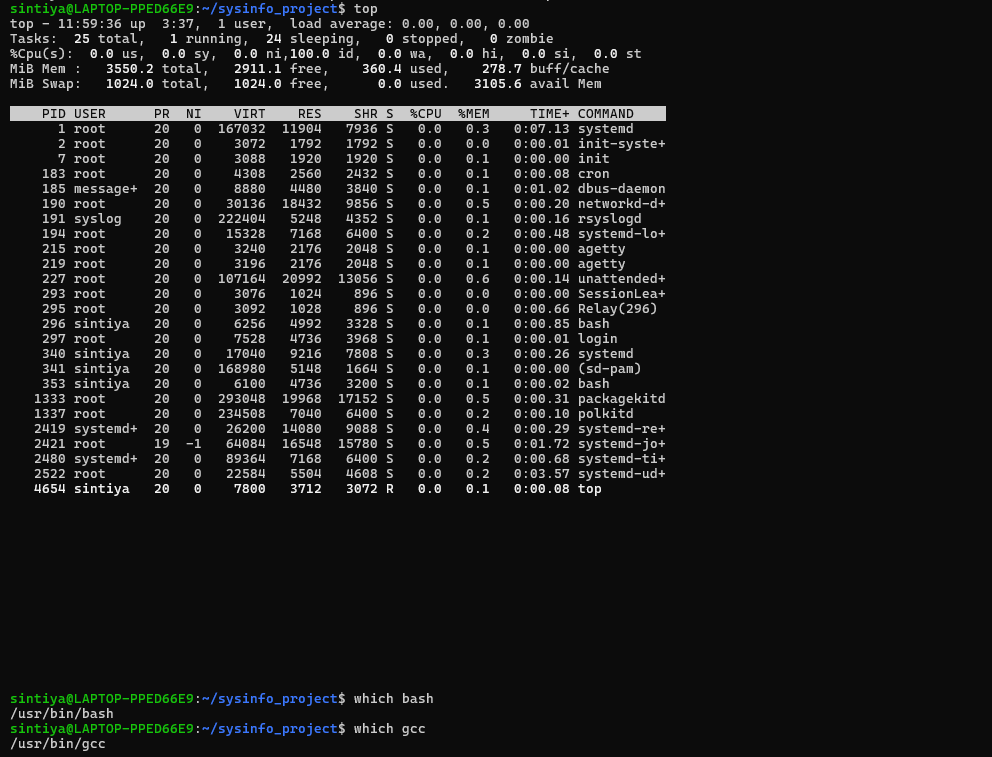 sintiya@LAPTOP-PPED66E9:~/sysinfo_project$ top
top - 11:59:36 up  3:37,  1 user,  load average: 0.00, 0.00, 0.00
Tasks:  25 total,   1 running,  24 sleeping,   0 stopped,   0 zombie
%Cpu(s):  0.0 us,  0.0 sy,  0.0 ni,100.0 id,  0.0 wa,  0.0 hi,  0.0 si,  0.0 st
MiB Mem :   3550.2 total,   2911.1 free,    360.4 used,    278.7 buff/cache
MiB Swap:   1024.0 total,   1024.0 free,      0.0 used.   3105.6 avail Mem
    PID USER      PR  NI    VIRT    RES    SHR S  %CPU  %MEM     TIME+ COMMAND
      1 root      20   0  167032  11904   7936 S   0.0   0.3   0:07.13 systemd
      2 root      20   0    3072   1792   1792 S   0.0   0.0   0:00.01 init-syste+
      7 root      20   0    3088   1920   1920 S   0.0   0.1   0:00.00 init
    183 root      20   0    4308   2560   2432 S   0.0   0.1   0:00.08 cron
    185 message+  20   0    8880   4480   3840 S   0.0   0.1   0:01.02 dbus-daemon
    190 root      20   0   30136  18432   9856 S   0.0   0.5   0:00.20 networkd-d+
    191 syslog    20   0  222404   5248   4352 S   0.0   0.1   0:00.16 rsyslogd
    194 root      20   0   15328   7168   6400 S   0.0   0.2   0:00.48 systemd-lo+
    215 root      20   0    3240   2176   2048 S   0.0   0.1   0:00.00 agetty
    219 root      20   0    3196   2176   2048 S   0.0   0.1   0:00.00 agetty
    227 root      20   0  107164  20992  13056 S   0.0   0.6   0:00.14 unattended+
    293 root      20   0    3076   1024    896 S   0.0   0.0   0:00.00 SessionLea+
    295 root      20   0    3092   1028    896 S   0.0   0.0   0:00.66 Relay(296)
    296 sintiya   20   0    6256   4992   3328 S   0.0   0.1   0:00.85 bash
    297 root      20   0    7528   4736   3968 S   0.0   0.1   0:00.01 login
    340 sintiya   20   0   17040   9216   7808 S   0.0   0.3   0:00.26 systemd
    341 sintiya   20   0  168980   5148   1664 S   0.0   0.1   0:00.00 (sd-pam)
    353 sintiya   20   0    6100   4736   3200 S   0.0   0.1   0:00.02 bash
   1333 root      20   0  293048  19968  17152 S   0.0   0.5   0:00.31 packagekitd
   1337 root      20   0  234508   7040   6400 S   0.0   0.2   0:00.10 polkitd
   2419 systemd+  20   0   26200  14080   9088 S   0.0   0.4   0:00.29 systemd-re+
   2421 root      19  -1   64084  16548  15780 S   0.0   0.5   0:01.72 systemd-jo+
   2480 systemd+  20   0   89364   7168   6400 S   0.0   0.2   0:00.68 systemd-ti+
   2522 root      20   0   22584   5504   4608 S   0.0   0.2   0:03.57 systemd-ud+
   4654 sintiya   20   0    7800   3712   3072 R   0.0   0.1   0:00.08 top
sintiya@LAPTOP-PPED66E9:~/sysinfo_project$ which bash
/usr/bin/bash
sintiya@LAPTOP-PPED66E9:~/sysinfo_project$ which gcc
/usr/bin/gcc